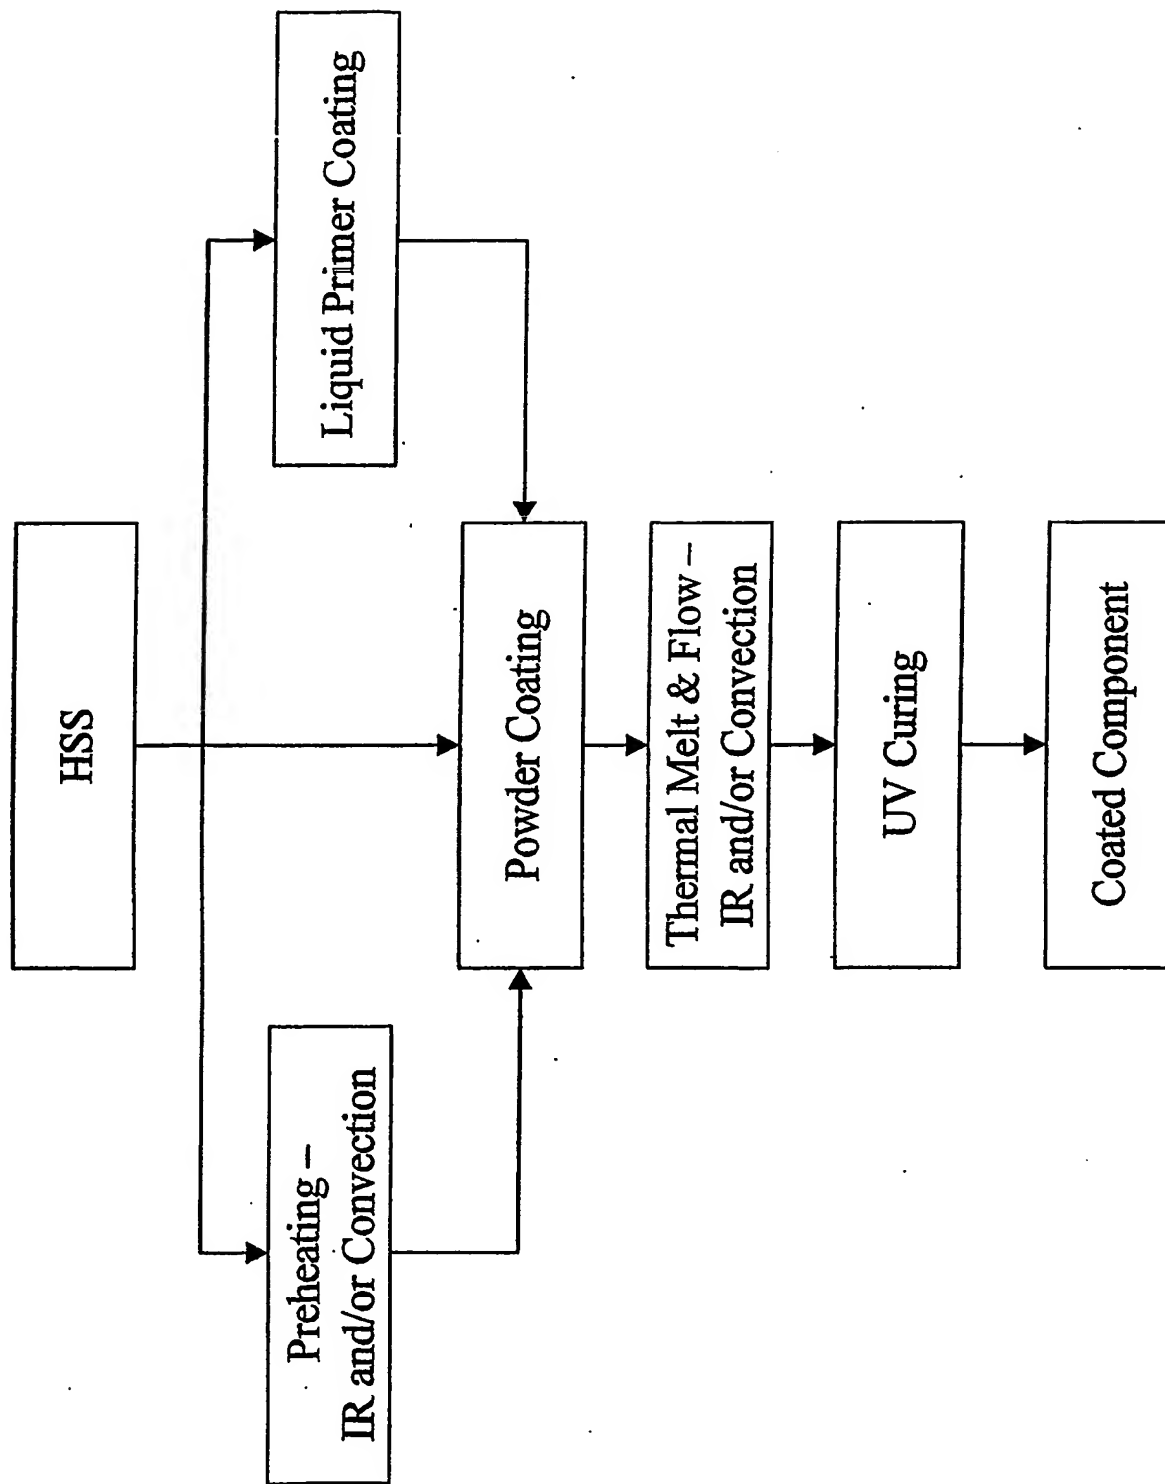 HSS
Preheating –
IR and/or Convection
Liquid Primer Coating
Powder Coating
Thermal Melt & Flow –
IR and/or Convection
UV Curing
Coated Component